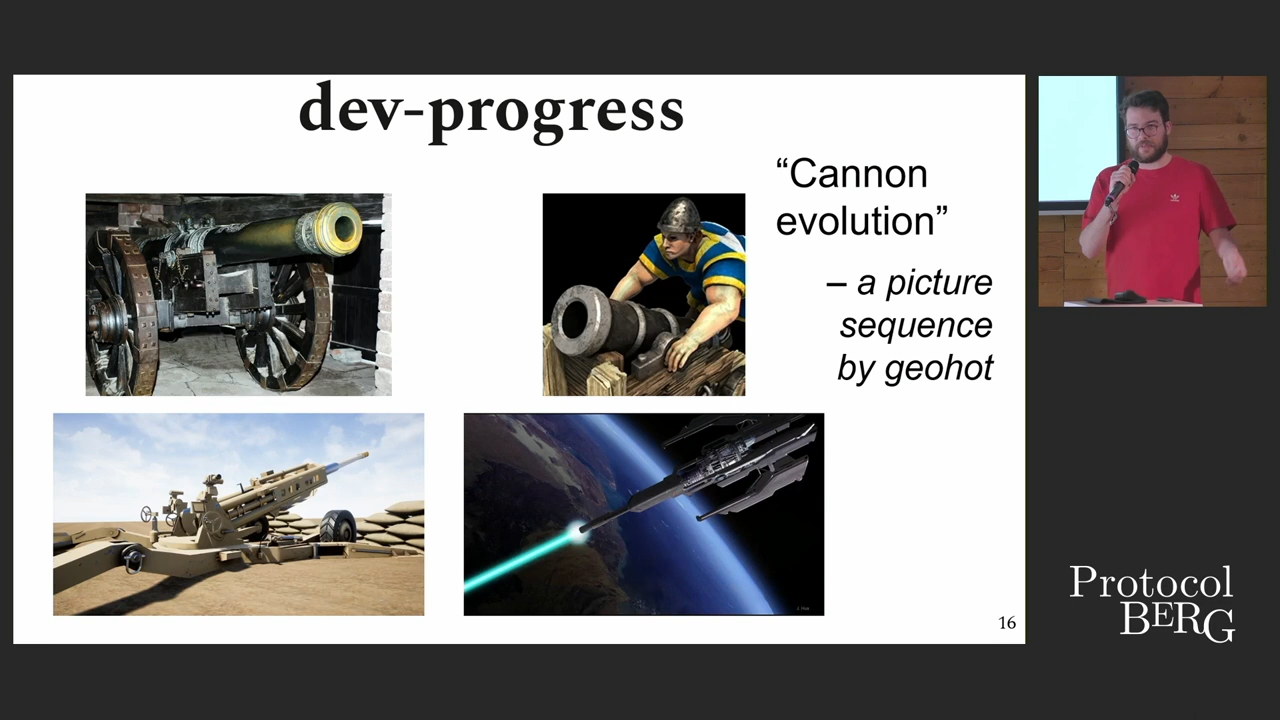 dev-progress
“Cannon
evolution”
– a picture
sequence
by geohot
16
Protocol
BERG